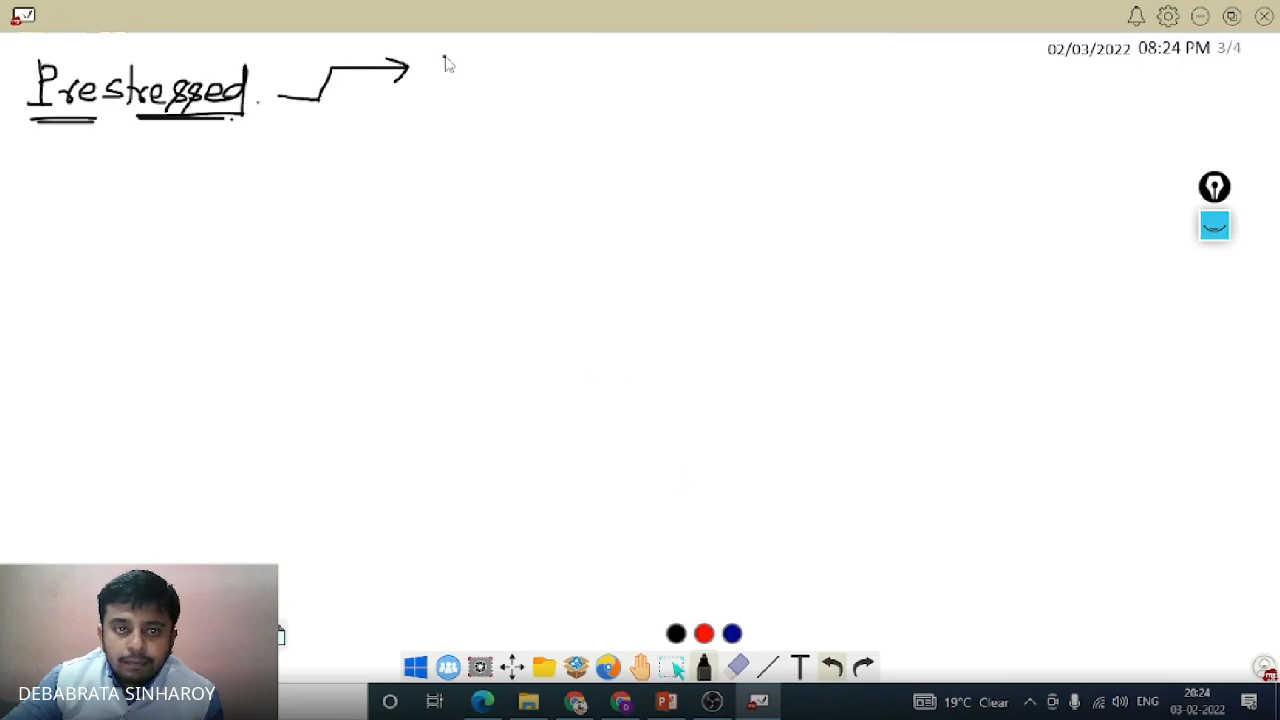 02/03/2022 08:24 PM 3/4
Prestressed.
DEBABRATA SINHAROY
19°C Clear
ENG
20:24
03-02-2022